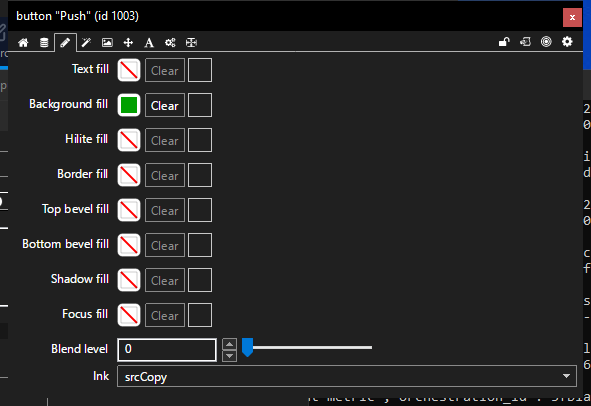 button "Push" (id 1003)
x
A
Text fill Clear
Background fill Clear
Hilite fill Clear
Border fill Clear
Top bevel fill Clear
Bottom bevel fill Clear
Shadow fill Clear
Focus fill Clear
Blend level 0
Ink srcCopy